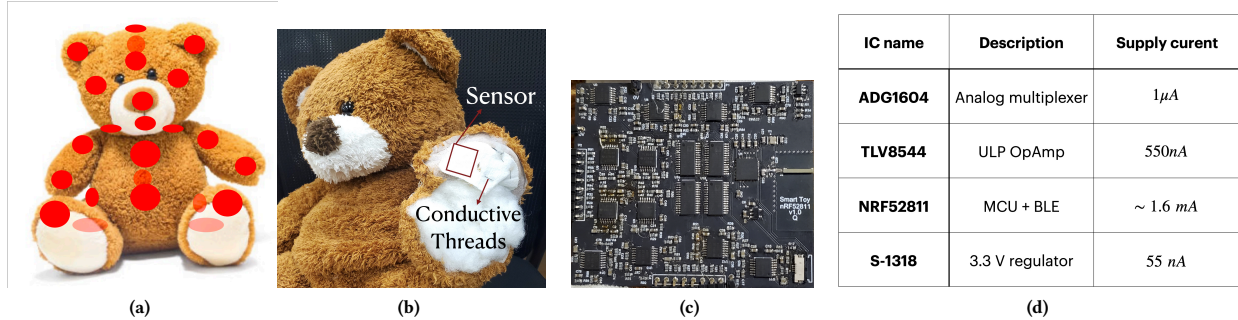 Sensor
Conductive
Threads
Smart Toy
nRF52811
v1.0
Q
IC name Description Supply curent
ADG1604 Analog multiplexer 1μA
TLV8544 ULP OpAmp 550nA
NRF52811 MCU + BLE ~ 1.6 mA
S-1318 3.3 V regulator 55 nA
(a) (b) (c) (d)